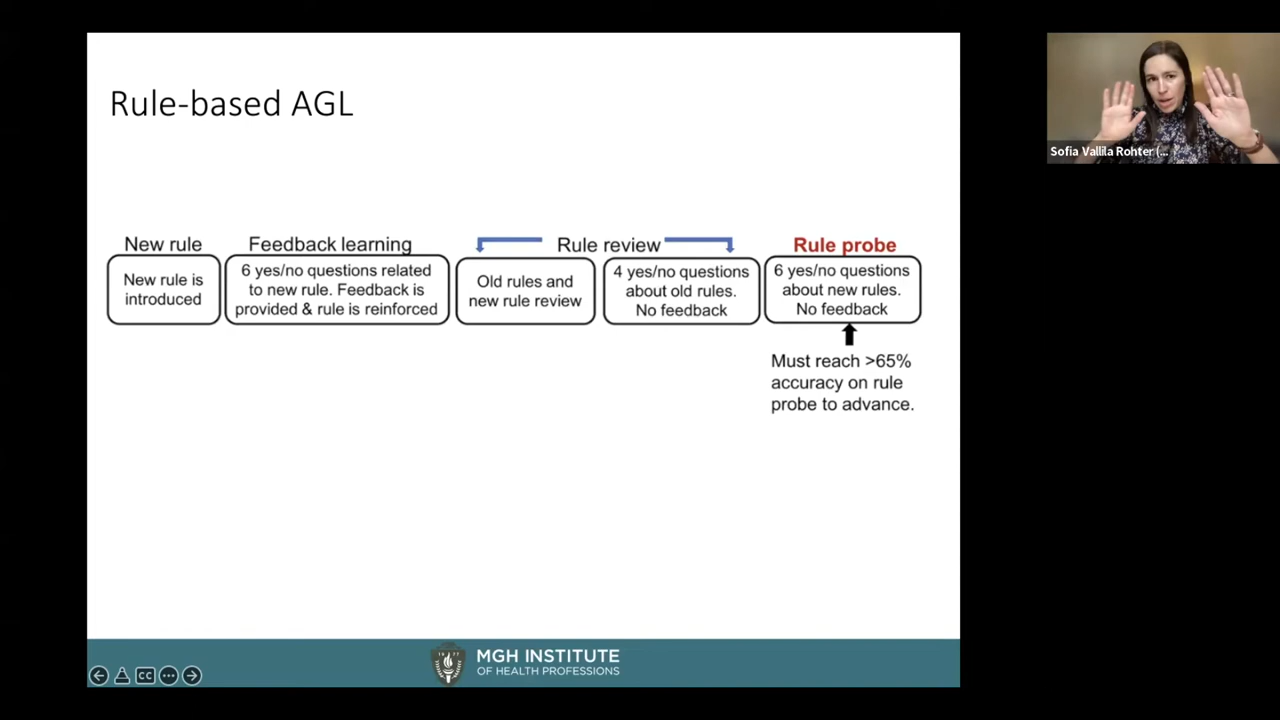 Rule-based AGL
New rule
New rule is
introduced
Feedback learning
6 yes/no questions related
to new rule. Feedback is
provided & rule is reinforced
Rule review
Old rules and
new rule review
4 yes/no questions
about old rules.
No feedback
Rule probe
6 yes/no questions
about new rules.
No feedback
Must reach >65%
accuracy on rule
probe to advance.
Sofia Vallila Rohter (...
CC
MGH INSTITUTE
OF HEALTH PROFESSIONS